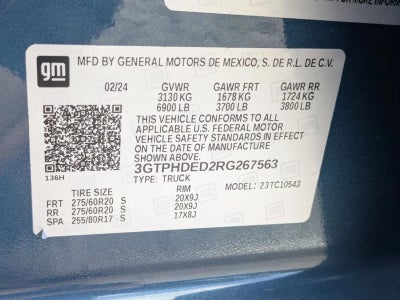 MORE INFORM
gm
MFD BY GENERAL MOTORS DE MEXICO, S. DE R.L. DE C.V.
02/24 GVWR GAWR FRT GAWR RR
3130 KG 1678 KG 1724 KG
6900 LB 3700 LB 3800 LB
THIS VEHICLE CONFORMS TO ALL
APPLICABLE U.S. FEDERAL MOTOR
VEHICLE SAFETY STANDARDS IN EFFECT
ON THE DATE OF MANUFACTURE
SHOWN ABOVE.
3GTPHDED2RG267563
136H TYPE: TRUCK
TIRE SIZE RIM MODEL: 23TC10543
FRT 275/60R20 S 20X9J
RR 275/60R20 S 20X9J
SPA 255/80R17 S 17X8J